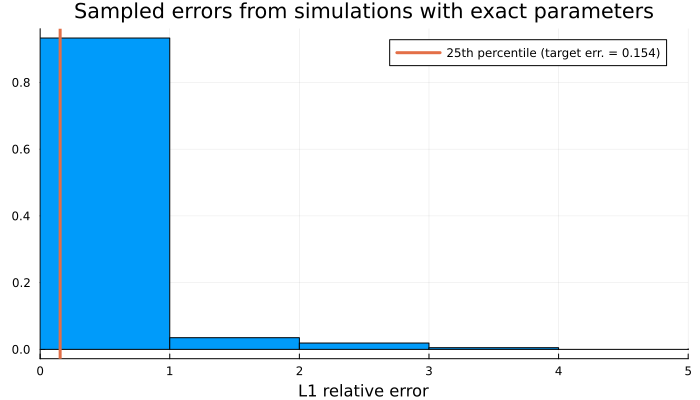 Sampled errors from simulations with exact parameters
25th percentile (target err. = 0.154)
0.8
0.6
0.4
0.2
0.0
0 1 2 3 4 5
L1 relative error